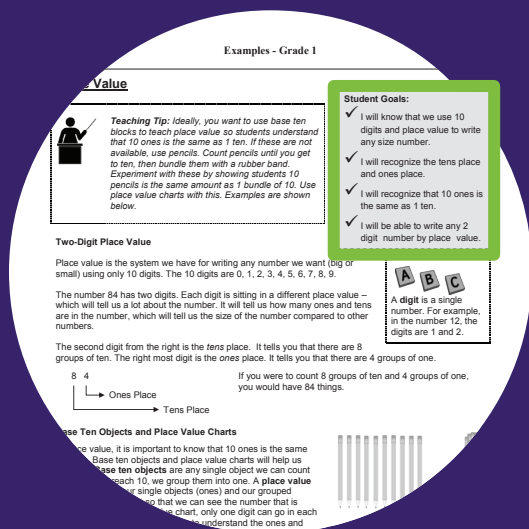 Examples - Grade 1
Value
Teaching Tip: Ideally, you want to use base ten
blocks to teach place value so students understand
that 10 ones is the same as 1 ten. If these are not
available, use pencils. Count pencils until you get
to ten, then bundle them with a rubber band.
Experiment with these by showing students 10
pencils is the same amount as 1 bundle of 10. Use
place value charts with this. Examples are shown
below.
Student Goals:
I will know that we use 10
digits and place value to write
any size number.
I will recognize the tens place
and ones place.
I will recognize that 10 ones is
the same as 1 ten.
I will be able to write any 2
digit number by place value.
Two-Digit Place Value
Place value is the system we have for writing any number we want (big or
small) using only 10 digits. The 10 digits are 0, 1, 2, 3, 4, 5, 6, 7, 8, 9.
The number 84 has two digits. Each digit is sitting in a different place value –
which will tell us a lot about the number. It will tell us how many ones and tens
are in the number, which will tell us the size of the number compared to other
numbers.
A B C
A digit is a single
number. For example,
in the number 12, the
digits are 1 and 2.
The second digit from the right is the tens place. It tells you that there are 8
groups of ten. The right most digit is the ones place. It tells you that there are 4 groups of one.
8 4
Ones Place
Tens Place
If you were to count 8 groups of ten and 4 groups of one,
you would have 84 things.
Base Ten Objects and Place Value Charts
value, it is important to know that 10 ones is the same
Base ten objects and place value charts will help us
Base ten objects are any single object we can count
reach 10, we group them into one. A place value
our single objects (ones) and our grouped
so that we can see the number that is
chart, only one digit can go in each
to understand the ones and